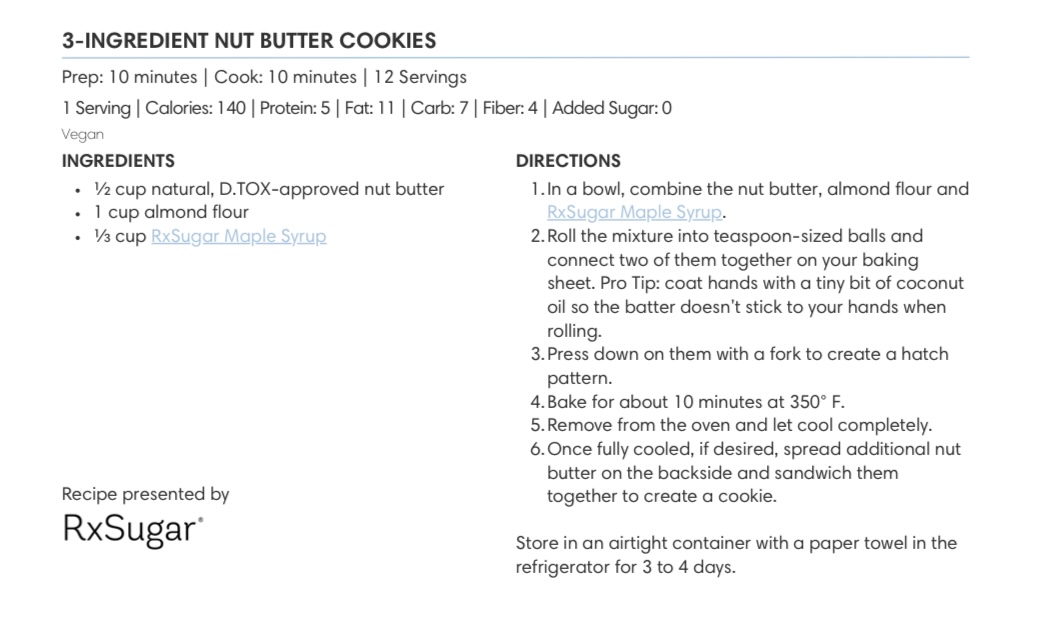 3-INGREDIENT NUT BUTTER COOKIES
Prep: 10 minutes | Cook: 10 minutes | 12 Servings
1 Serving | Calories: 140 | Protein: 5 | Fat: 11 | Carb: 7 | Fiber: 4 | Added Sugar: 0
Vegan
INGREDIENTS
• ½ cup natural, D.TOX-approved nut butter
• 1 cup almond flour
• ⅓ cup RxSugar Maple Syrup
Recipe presented by
RxSugar®
DIRECTIONS
1. In a bowl, combine the nut butter, almond flour and
RxSugar Maple Syrup.
2. Roll the mixture into teaspoon-sized balls and
connect two of them together on your baking
sheet. Pro Tip: coat hands with a tiny bit of coconut
oil so the batter doesn't stick to your hands when
rolling.
3. Press down on them with a fork to create a hatch
pattern.
4. Bake for about 10 minutes at 350° F.
5. Remove from the oven and let cool completely.
6. Once fully cooled, if desired, spread additional nut
butter on the backside and sandwich them
together to create a cookie.
Store in an airtight container with a paper towel in the
refrigerator for 3 to 4 days.